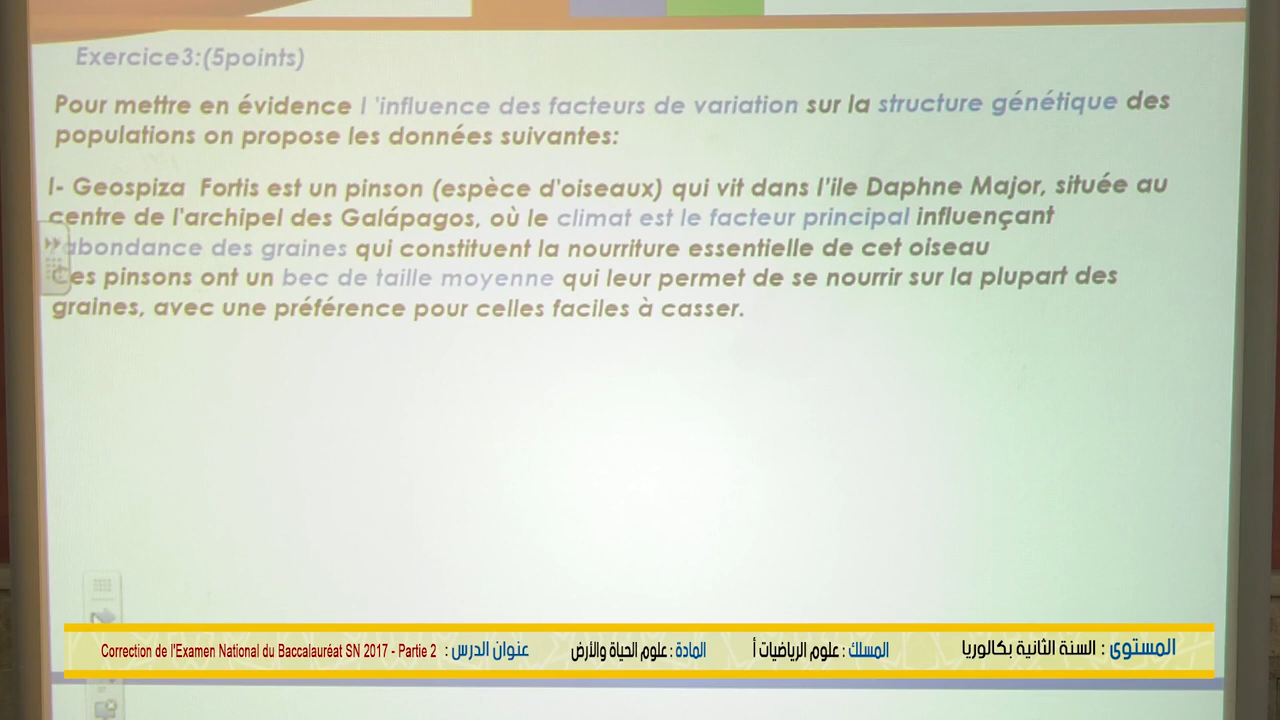 Exercice3:(5points)
Pour mettre en évidence l 'influence des facteurs de variation sur la structure génétique des
populations on propose les données suivantes:
I- Geospiza Fortis est un pinson (espèce d'oiseaux) qui vit dans l'ile Daphne Major, située au
centre de l'archipel des Galápagos, où le climat est le facteur principal influençant
abondance des graines qui constituent la nourriture essentielle de cet oiseau
Ces pinsons ont un bec de taille moyenne qui leur permet de se nourrir sur la plupart des
graines, avec une préférence pour celles faciles à casser.
المستوى : السنة الثانية بكالوريا المسلك : علوم الرياضيات أ المادة : علوم الحياة والأرض عنوان الدرس : Correction de l'Examen National du Baccalauréat SN 2017 - Partie 2